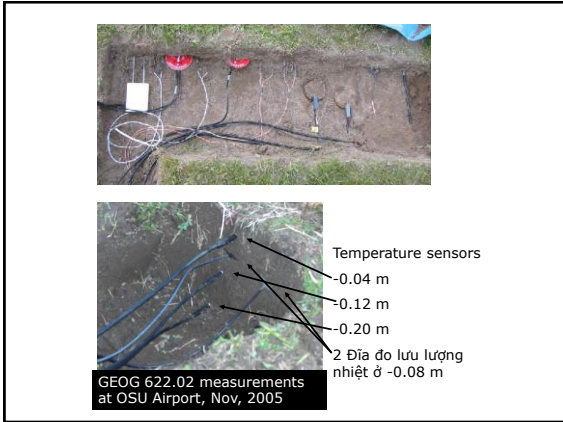 Temperature sensors
-0.04 m
-0.12 m
-0.20 m
2 Đĩa đo lưu lượng
nhiệt ở -0.08 m
GEOG 622.02 measurements
at OSU Airport, Nov, 2005